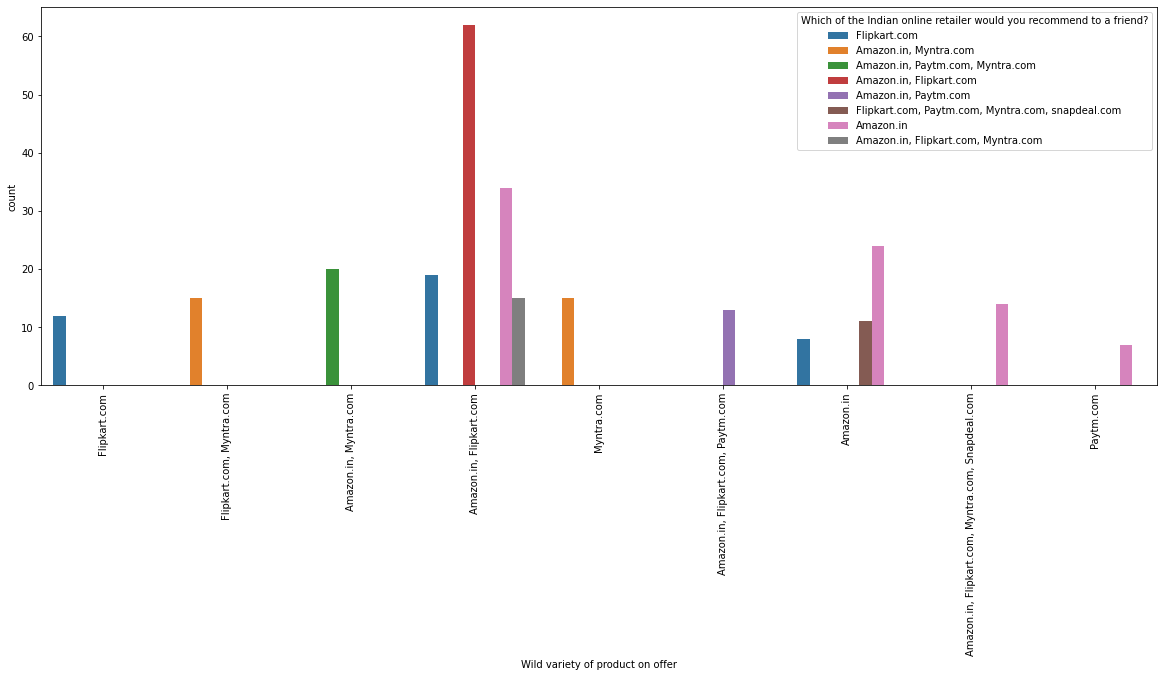 Which of the Indian online retailer would you recommend to a friend?
Flipkart.com
Amazon.in, Myntra.com
Amazon.in, Paytm.com, Myntra.com
Amazon.in, Flipkart.com
Amazon.in, Paytm.com
Flipkart.com, Paytm.com, Myntra.com, snapdeal.com
Amazon.in
Amazon.in, Flipkart.com, Myntra.com
count
60
50
40
30
20
10
0
Flipkart.com
Flipkart.com, Myntra.com
Amazon.in, Myntra.com
Amazon.in, Flipkart.com
Myntra.com
Amazon.in, Flipkart.com, Paytm.com
Amazon.in
Amazon.in, Flipkart.com, Myntra.com, Snapdeal.com
Paytm.com
Wild variety of product on offer